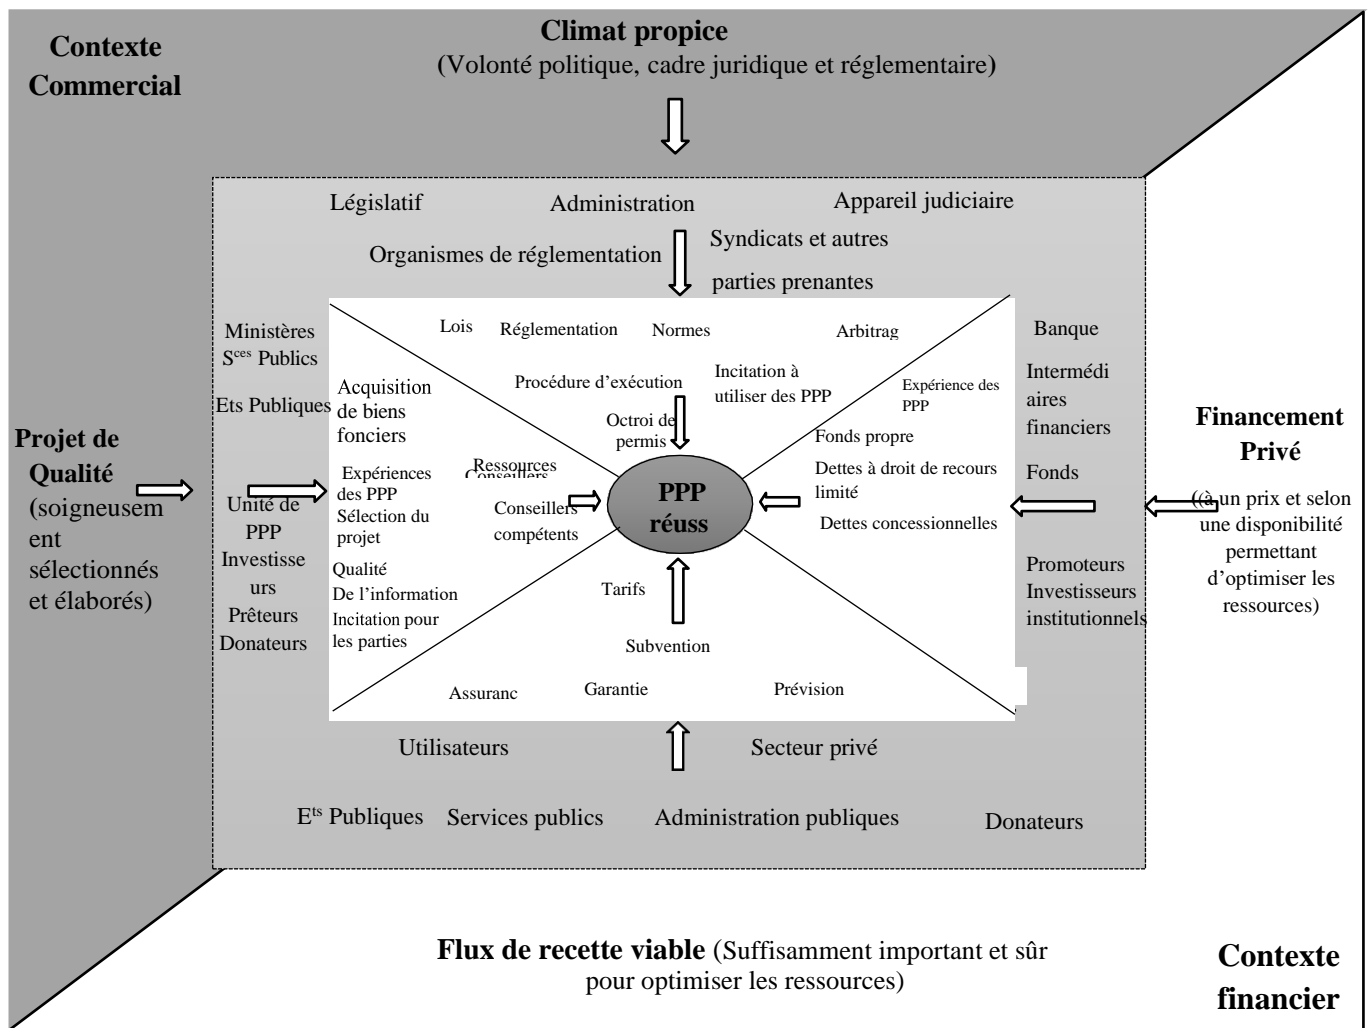 Contexte
Commercial
Climat propice
(Volonté politique, cadre juridique et réglementaire)
Législatif
Administration
Appareil judiciaire
Organismes de réglementation
Syndicats et autres
parties prenantes
Ministères
Sces Publics
Ets Publiques
Unité de
PPP
Investisse
urs
Prêteurs
Donateurs
Projet de
Qualité
(soigneusem
ent
sélectionnés
et élaborés)
Lois
Réglementation
Normes
Arbitrag
Procédure d’exécution
Incitation à
utiliser des PPP
Octroi de
permis
Acquisition
de biens
fonciers
Expériences
des PPP
Sélection du
projet
Qualité
De l’information
Incitation pour
les parties
Ressources
Conseillers
Conseillers
compétents
PPP
réuss
Expérience des
PPP
Fonds propre
Dettes à droit de recours
limité
Dettes concessionnelles
Tarifs
Subvention
Assuranc
Garantie
Prévision
Banque
Intermédi
aires
financiers
Fonds
Promoteurs
Investisseurs
institutionnels
Financement
Privé
((à un prix et selon
une disponibilité
permettant
d’optimiser les
ressources)
Utilisateurs
Secteur privé
Ets Publiques
Services publics
Administration publiques
Donateurs
Flux de recette viable (Suffisamment important et sûr
pour optimiser les ressources)
Contexte
financier